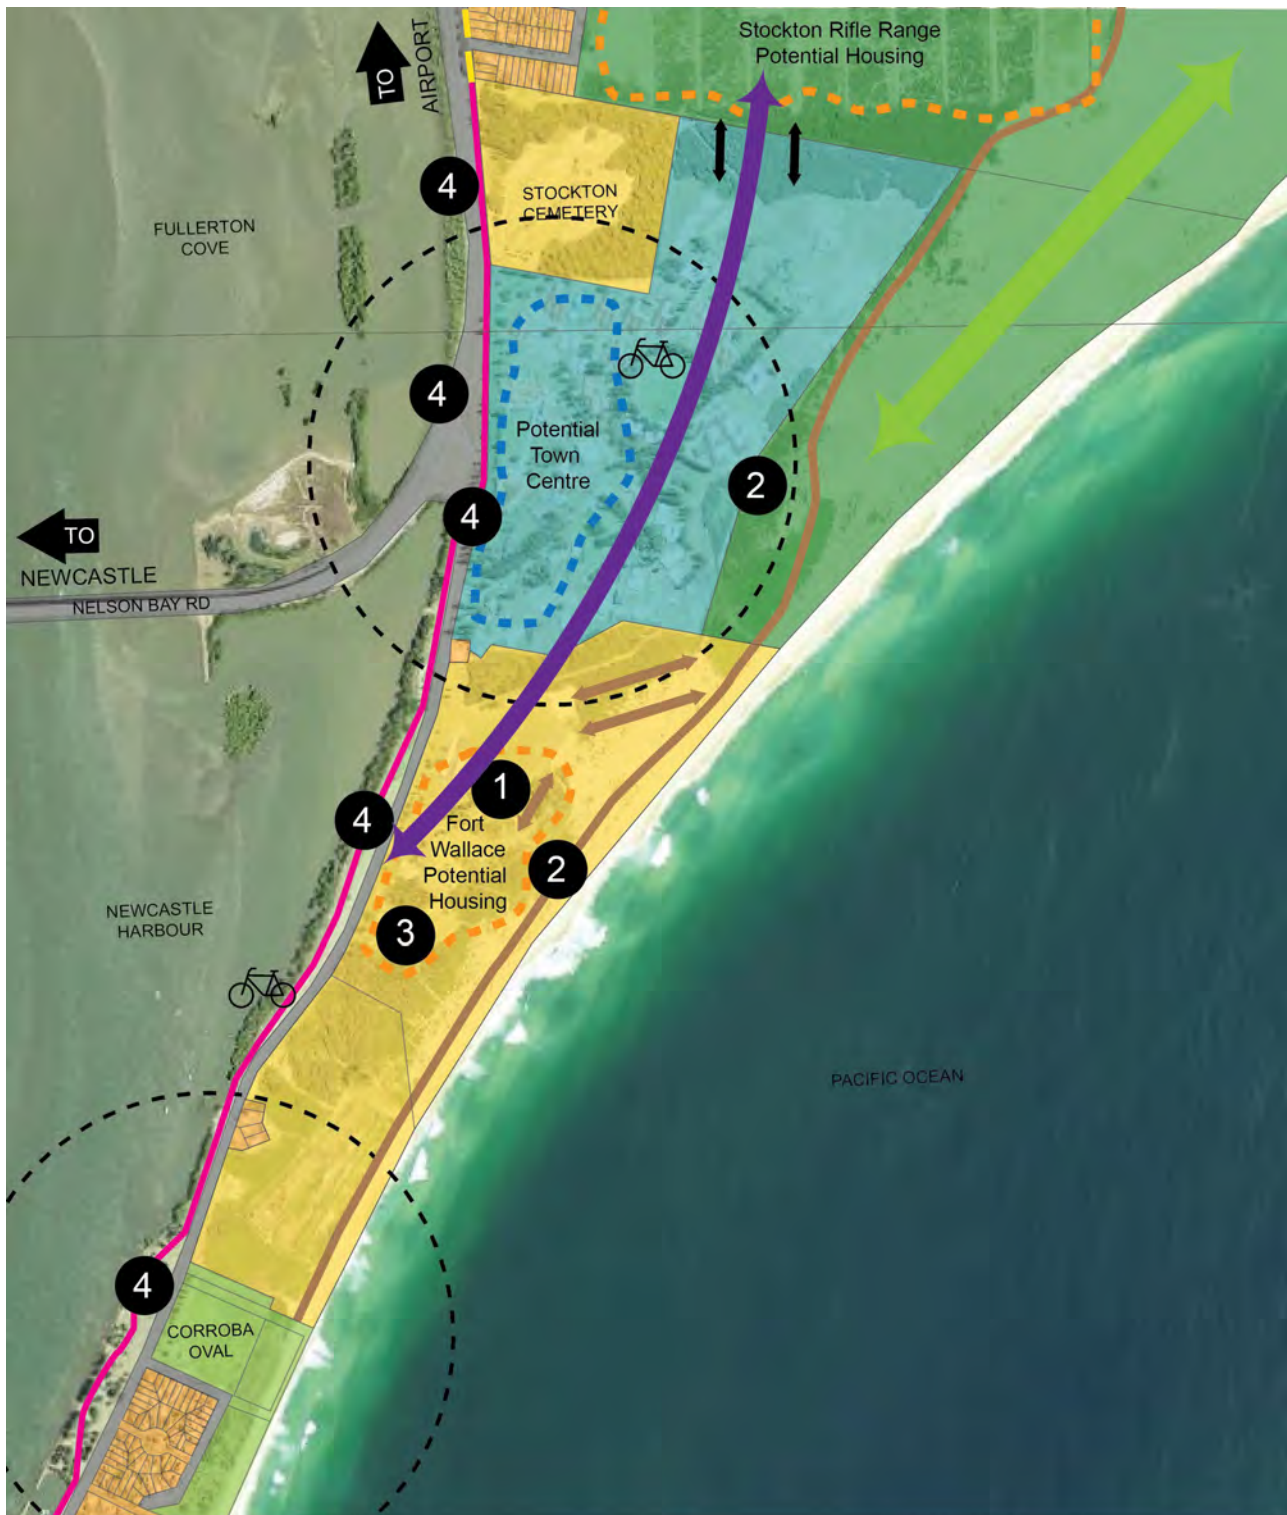 Stockton Rifle Range
Potential Housing
TO
AIRPORT
4
STOCKTON
CEMETERY
FULLERTON
COVE
4
Potential
Town
Centre
2
4
TO
NEWCASTLE
NELSON BAY RD
1
4
Fort
Wallace
Potential
Housing
2
3
NEWCASTLE
HARBOUR
PACIFIC OCEAN
4
CORROBA
OVAL